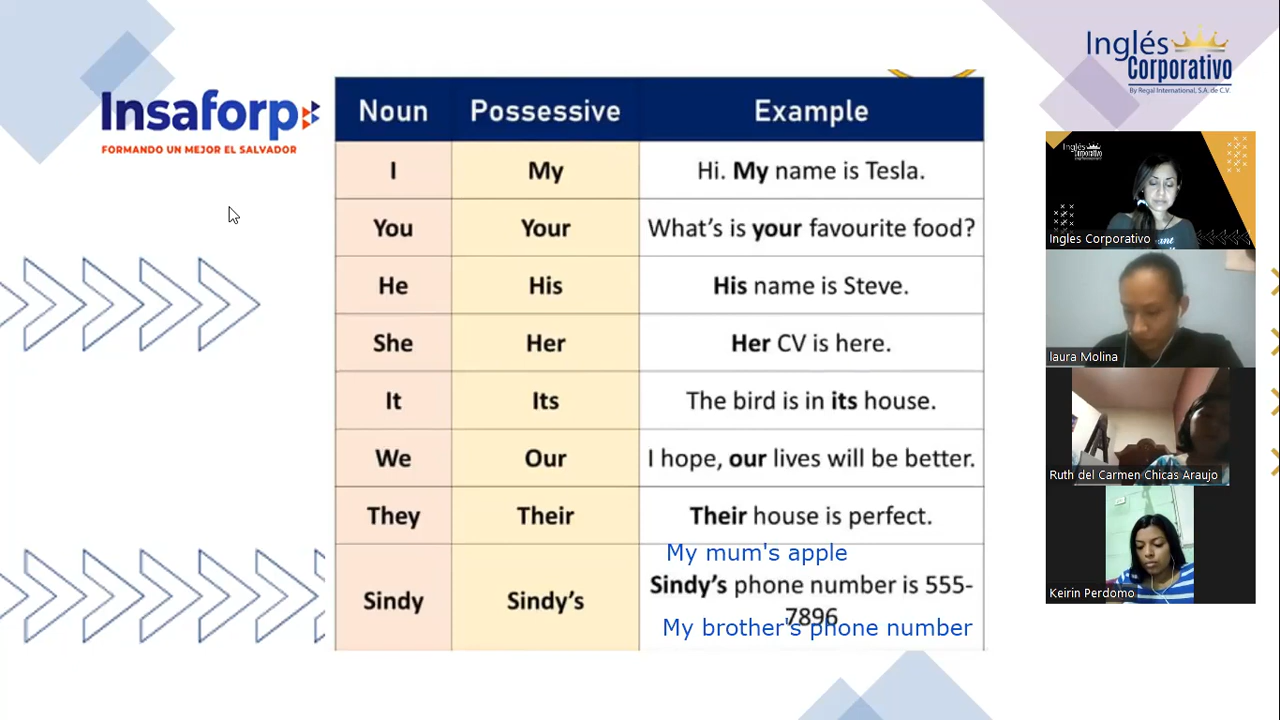 Insaforp
FORMANDO UN MEJOR EL SALVADOR
Inglés
Corporativo
By Regal International, S.A. de C.V.
Noun Possessive Example
I My Hi. My name is Tesla.
You Your What's is your favourite food?
He His His name is Steve.
She Her Her CV is here.
It Its The bird is in its house.
We Our I hope, our lives will be better.
They Their Their house is perfect.
My mum's apple
Sindy Sindy's Sindy's phone number is 555-
7896
My brother's phone number
Inglés
Corporativo
Ingles Corporativo
laura Molina
Ruth del Carmen Chicas Araujo
Keirin Perdomo